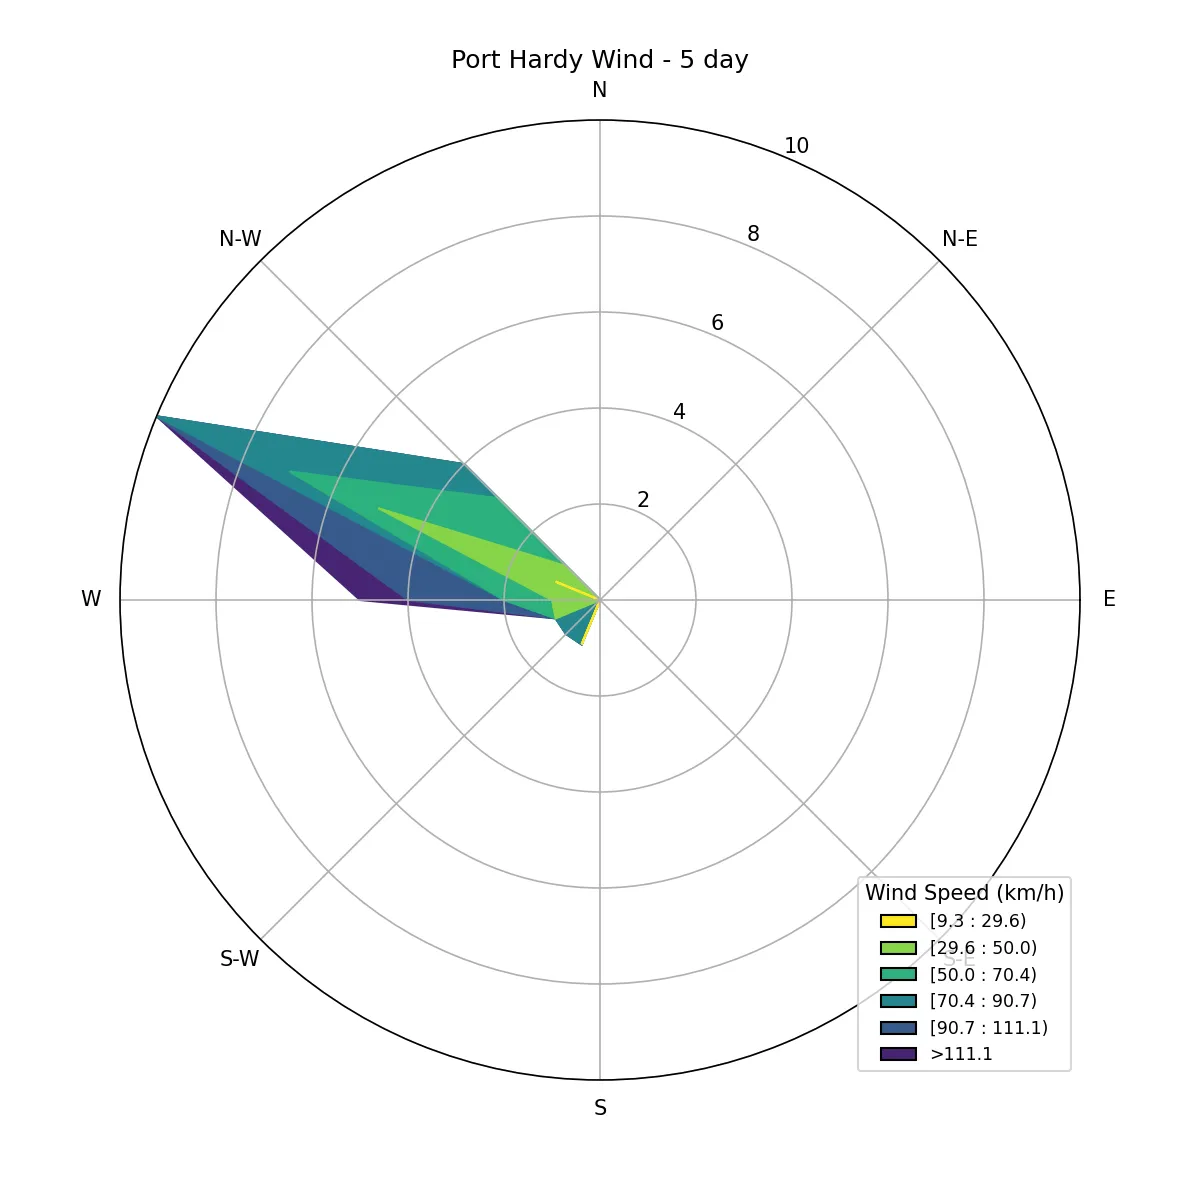 Port Hardy Wind - 5 day
N
10
N-W
8
N-E
6
4
2
W
E
S-W
S-E
S
Wind Speed (km/h)
[9.3 : 29.6)
[29.6 : 50.0)
[50.0 : 70.4)
[70.4 : 90.7)
[90.7 : 111.1)
>111.1